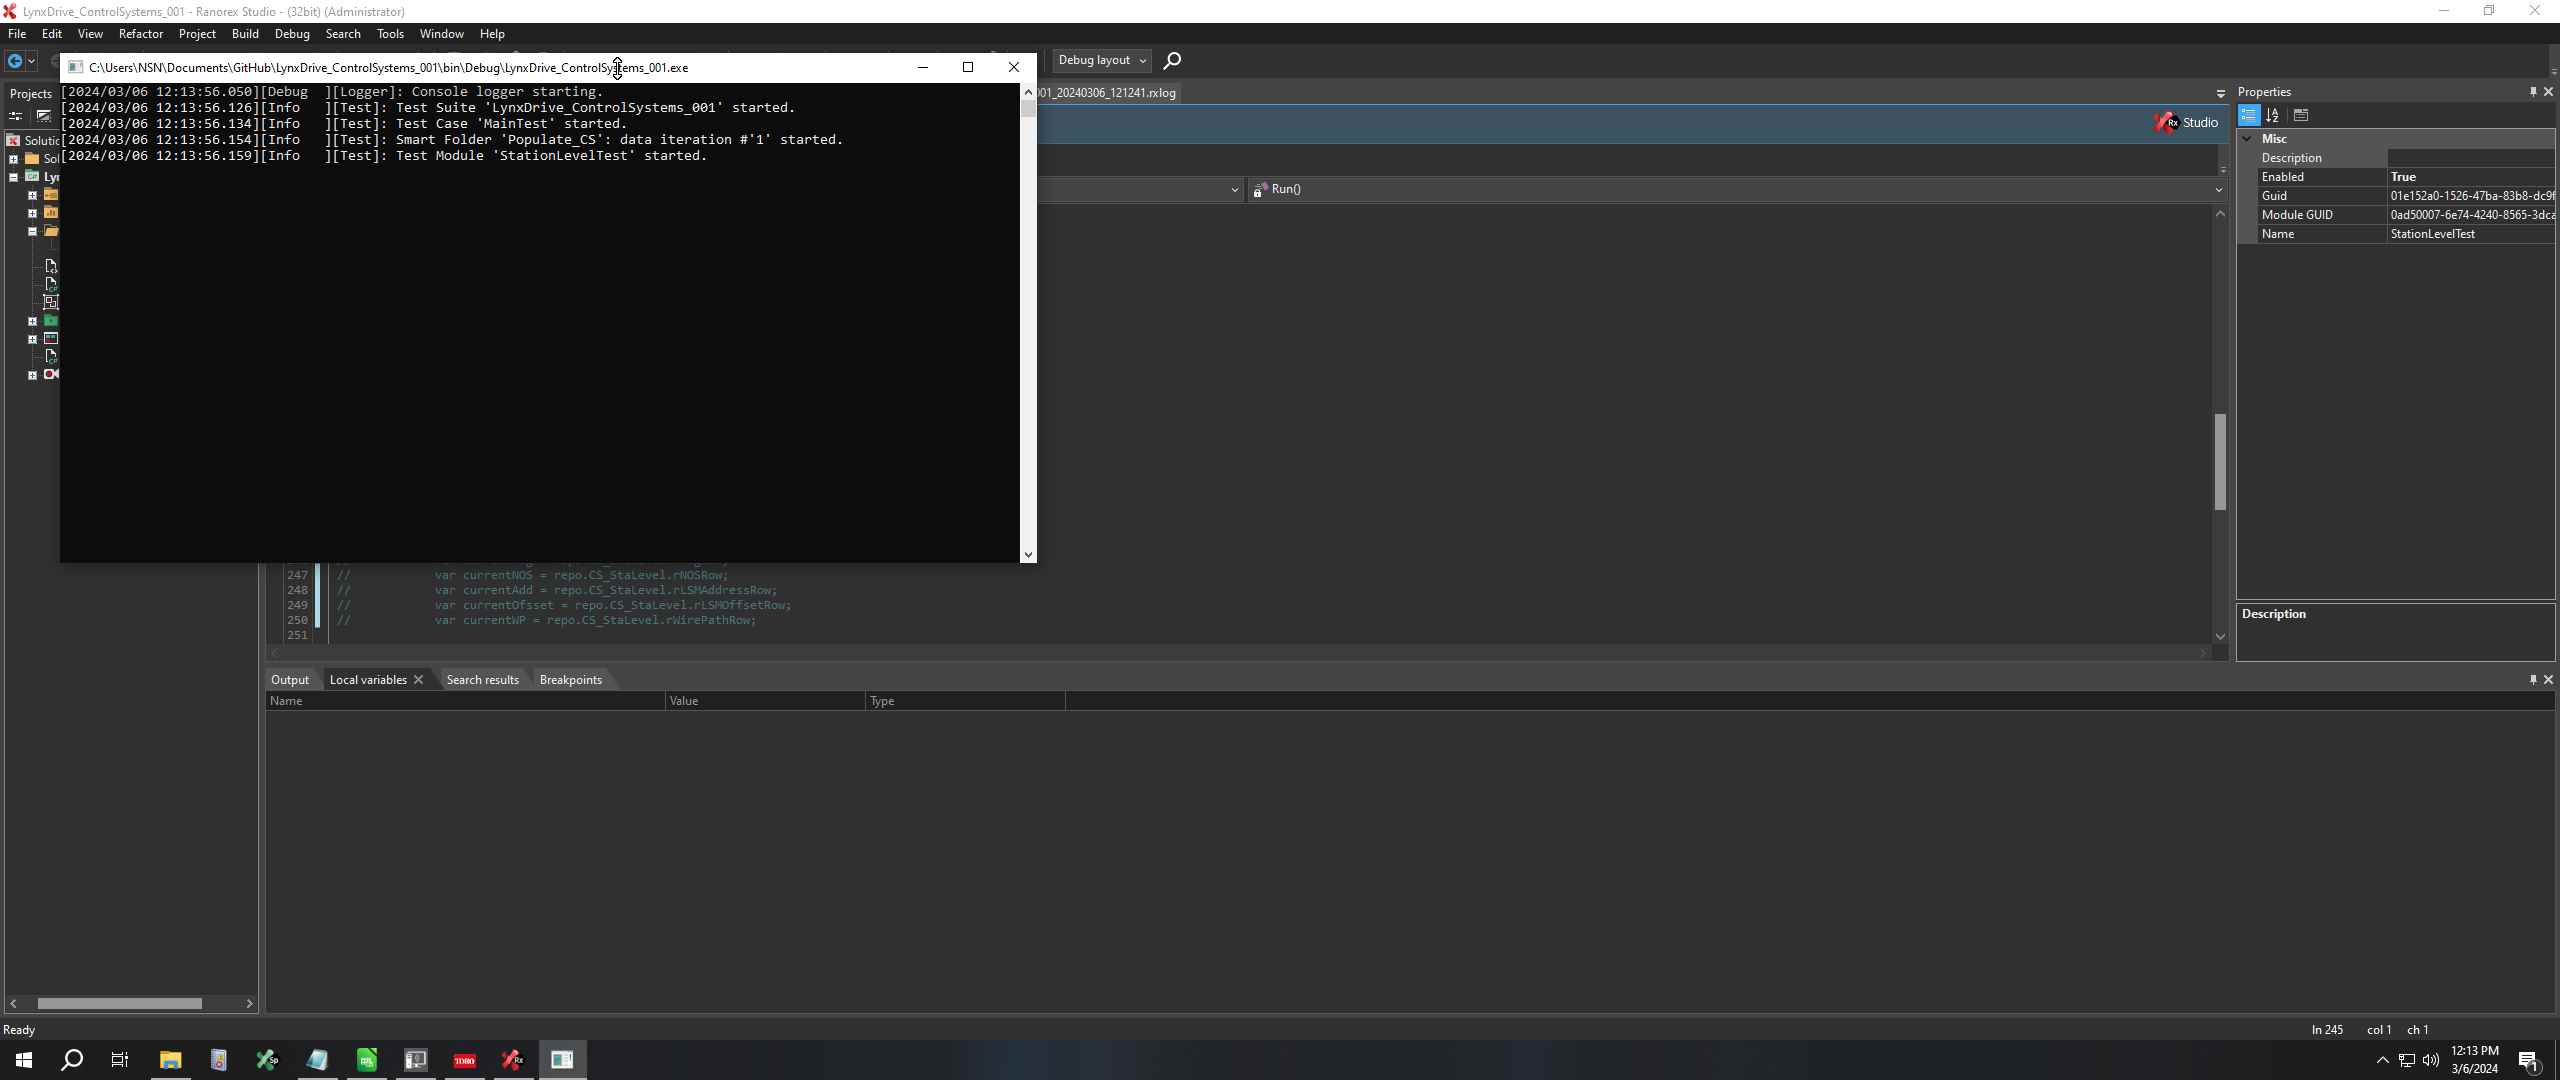 LynxDrive_ControlSystems_001 - Ranorex Studio - (32bit) (Administrator)
File Edit View Refactor Project Build Debug Search Tools Window Help
Debug layout
C:\Users\NSN\Documents\GitHub\LynxDrive_ControlSystems_001\bin\Debug\LynxDrive_ControlSystems_001.exe
[2024/03/06 12:13:56.050][Debug  ][Logger]: Console logger starting.
[2024/03/06 12:13:56.126][Info   ][Test]: Test Suite 'LynxDrive_ControlSystems_001' started.
[2024/03/06 12:13:56.134][Info   ][Test]: Test Case 'MainTest' started.
[2024/03/06 12:13:56.154][Info   ][Test]: Smart Folder 'Populate_CS': data iteration #'1' started.
[2024/03/06 12:13:56.159][Info   ][Test]: Test Module 'StationLevelTest' started.
Projects
Solutio
Sol
Lyn
001_20240306_121241.rxlog
Rx Studio
Run()
247 // var currentNOS = repo.CS_StaLevel.rNOSRow;
248 // var currentAdd = repo.CS_StaLevel.rLSMAddressRow;
249 // var currentOfsset = repo.CS_StaLevel.rLSMOffsetRow;
250 // var currentWP = repo.CS_StaLevel.rWirePathRow;
251
Output Local variables Search results Breakpoints
Name Value Type
Properties
Misc
Description
Enabled True
Guid 01e152a0-1526-47ba-83b8-dc9f
Module GUID 0ad50007-6e74-4240-8565-3dca
Name StationLevelTest
Description
Ready
ln 245 col 1 ch 1
Sp
TORO
Rx
12:13 PM
3/6/2024
1